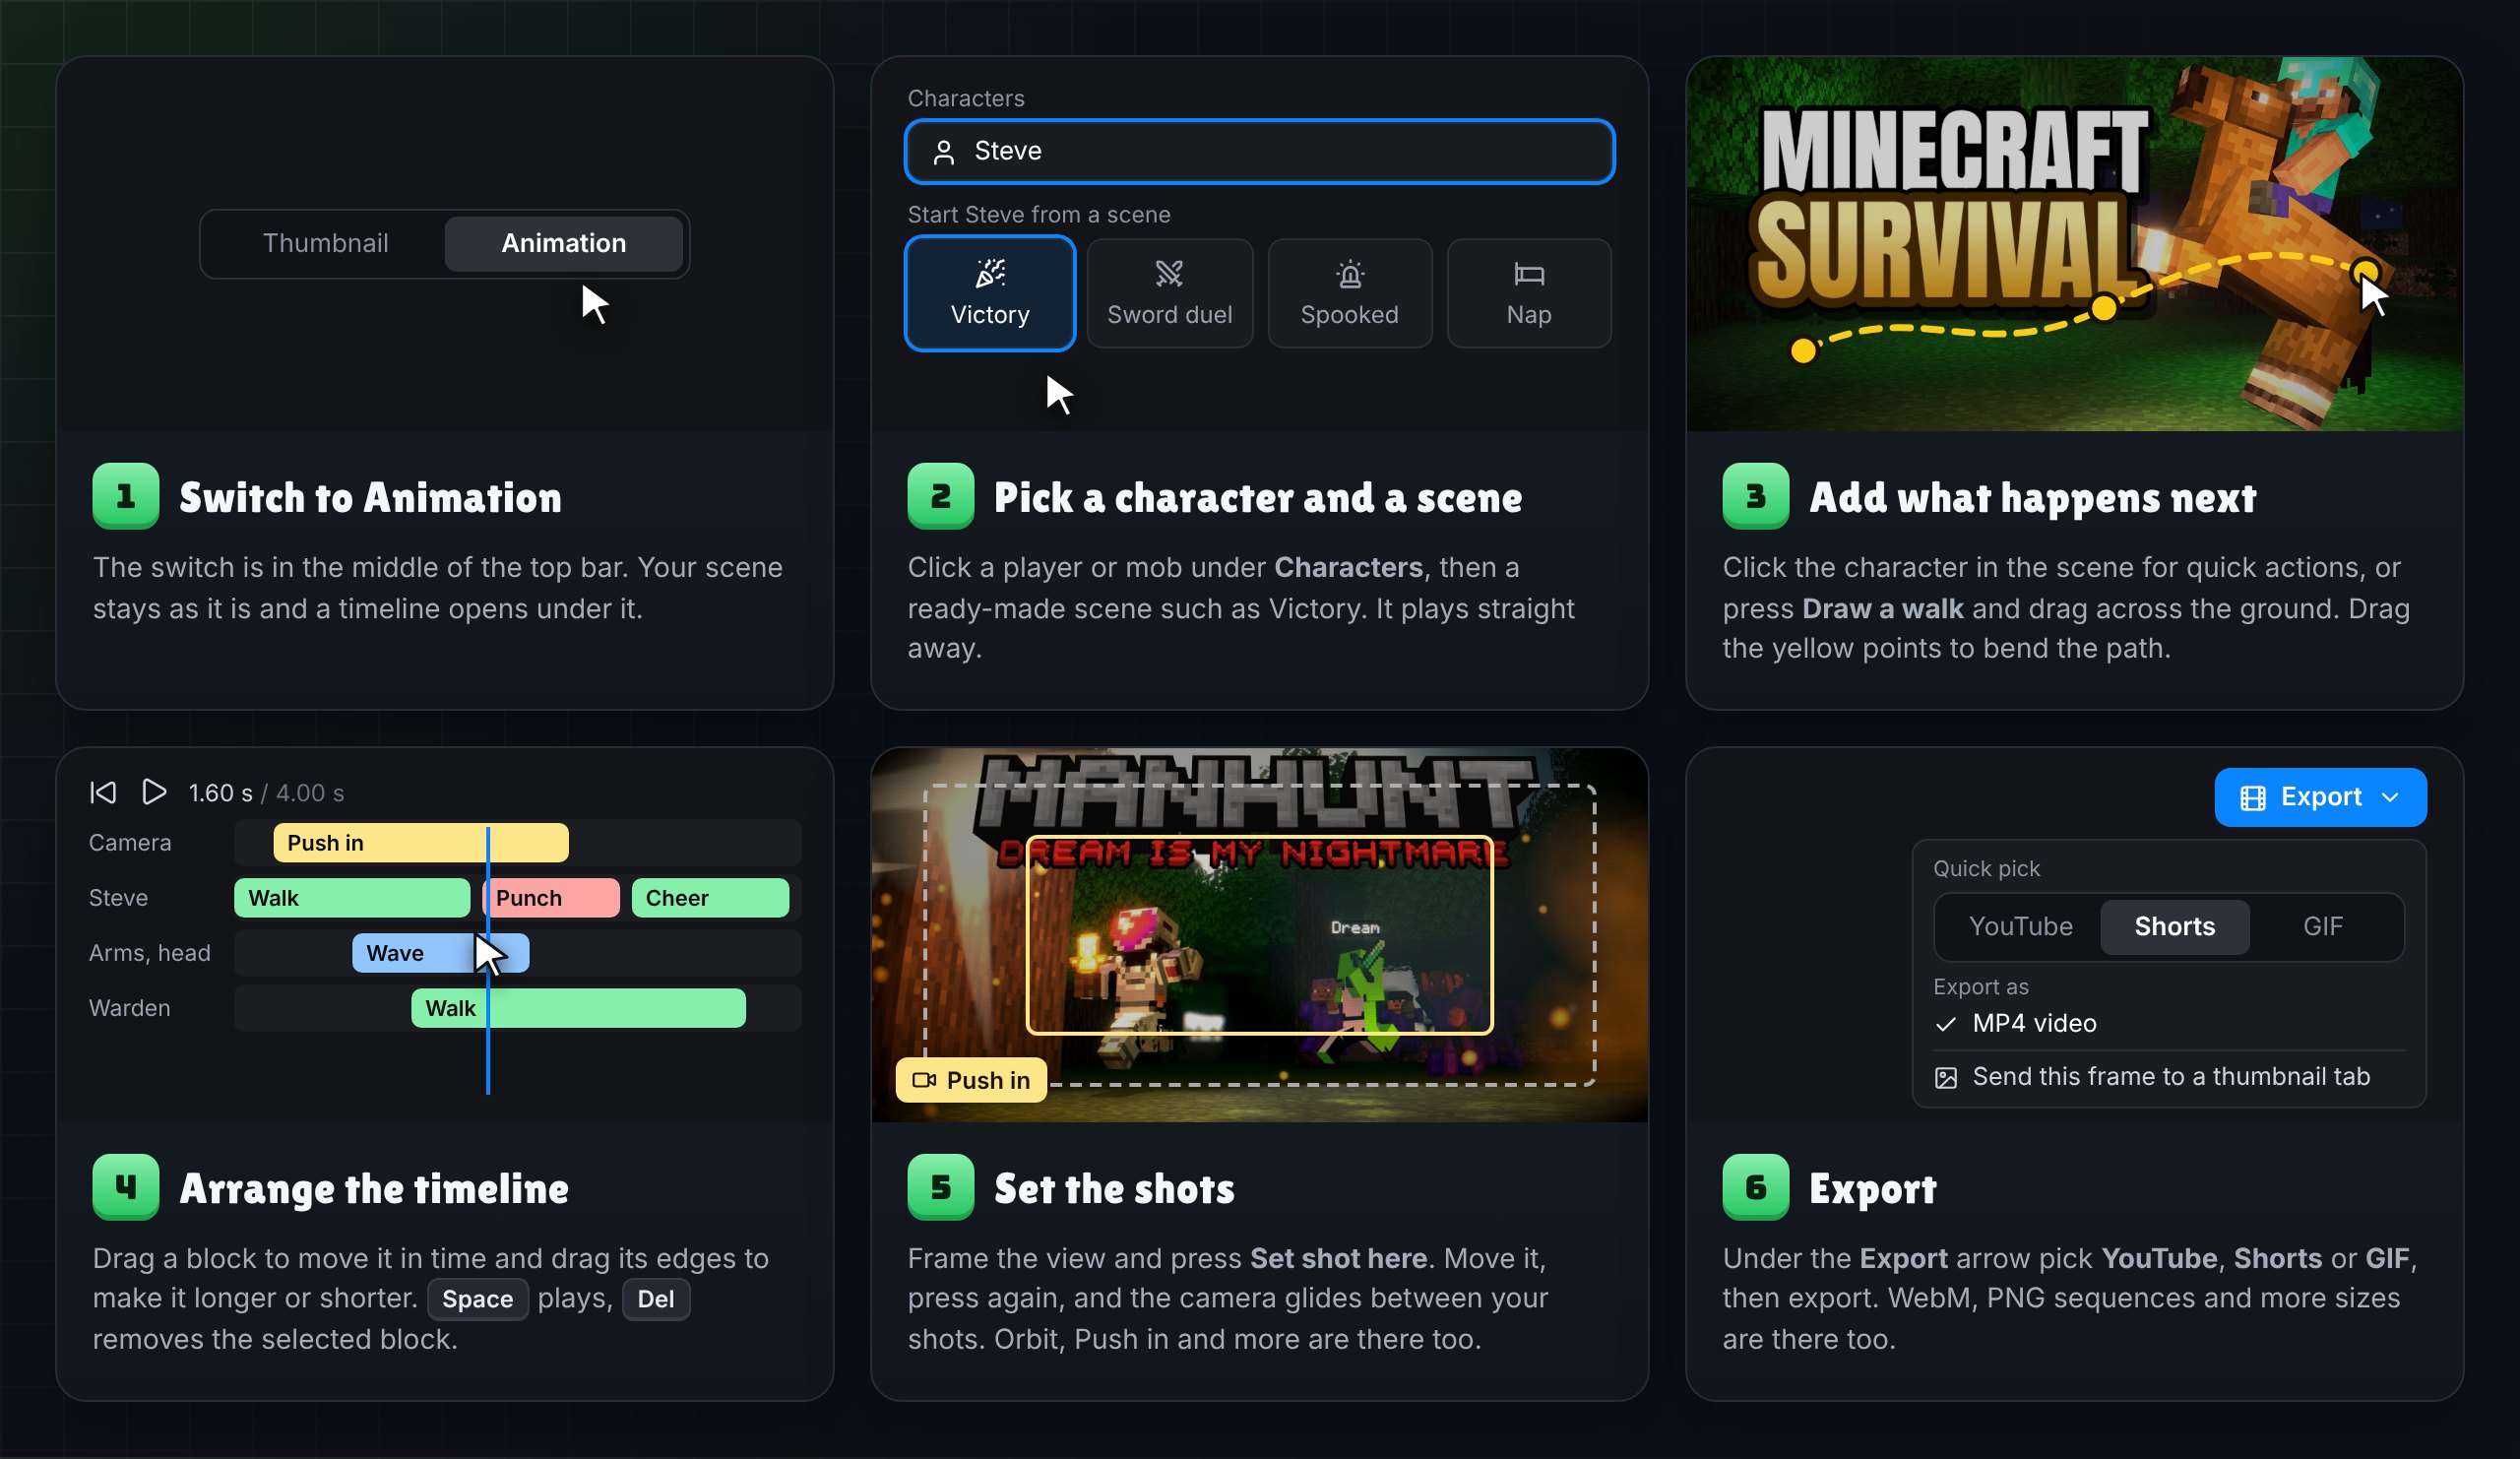 Thumbnail
Animation
1
Switch to Animation
The switch is in the middle of the top bar. Your scene
stays as it is and a timeline opens under it.
Characters
Steve
Start Steve from a scene
Victory
Sword duel
Spooked
Nap
2
Pick a character and a scene
Click a player or mob under Characters, then a
ready-made scene such as Victory. It plays straight
away.
MINECRAFT
SURVIVAL
3
Add what happens next
Click the character in the scene for quick actions, or
press Draw a walk and drag across the ground. Drag
the yellow points to bend the path.
1.60 s / 4.00 s
Camera
Push in
Steve
Walk
Punch
Cheer
Arms, head
Wave
Warden
Walk
4
Arrange the timeline
Drag a block to move it in time and drag its edges to
make it longer or shorter. Space plays, Del
removes the selected block.
MANHUNT
DREAM IS MY NIGHTMARE
Dream
Push in
5
Set the shots
Frame the view and press Set shot here. Move it,
press again, and the camera glides between your
shots. Orbit, Push in and more are there too.
Export
Quick pick
YouTube
Shorts
GIF
Export as
MP4 video
Send this frame to a thumbnail tab
6
Export
Under the Export arrow pick YouTube, Shorts or GIF,
then export. WebM, PNG sequences and more sizes
are there too.